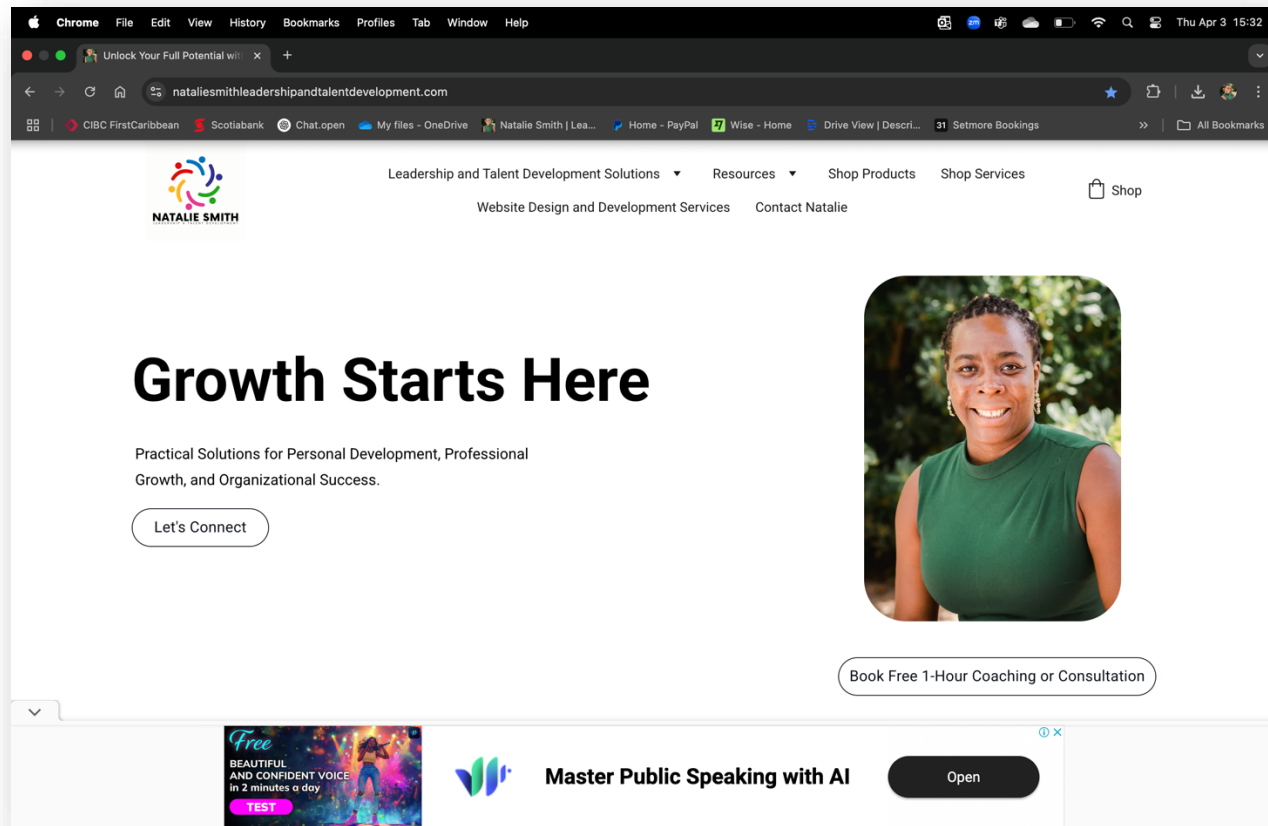 Chrome File Edit View History Bookmarks Profiles Tab Window Help zm Thu Apr 3 15:32
Unlock Your Full Potential wit
nataliesmithleadershipandtalentdevelopment.com
CIBC FirstCaribbean Scotiabank Chat.open My files - OneDrive Natalie Smith | Lea... Home - PayPal Wise - Home Drive View | Descri... 31 Setmore Bookings All Bookmarks
Leadership and Talent Development Solutions Resources Shop Products Shop Services
Website Design and Development Services Contact Natalie
Shop
NATALIE SMITH
LEADERSHIP & TALENT DEVELOPMENT
Growth Starts Here
Practical Solutions for Personal Development, Professional
Growth, and Organizational Success.
Let's Connect
Book Free 1-Hour Coaching or Consultation
Free
BEAUTIFUL
AND CONFIDENT VOICE
in 2 minutes a day
TEST
Master Public Speaking with AI
Open